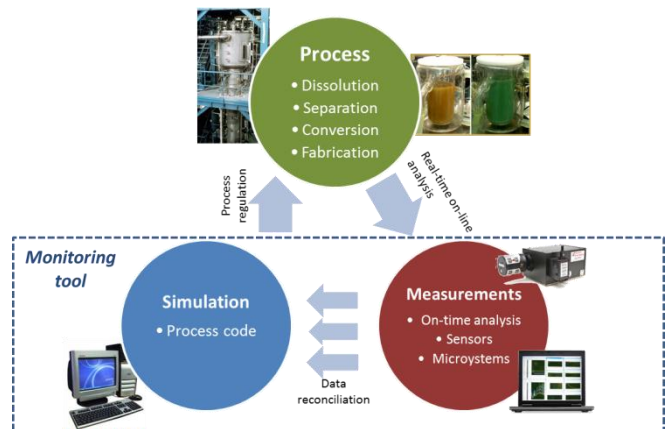 Process
• Dissolution
• Separation
• Conversion
• Fabrication
Process
regulation
Real-time on-line
analysis
Monitoring
tool
Simulation
• Process code
Measurements
• On-time analysis
• Sensors
• Microystems
Data
reconciliation